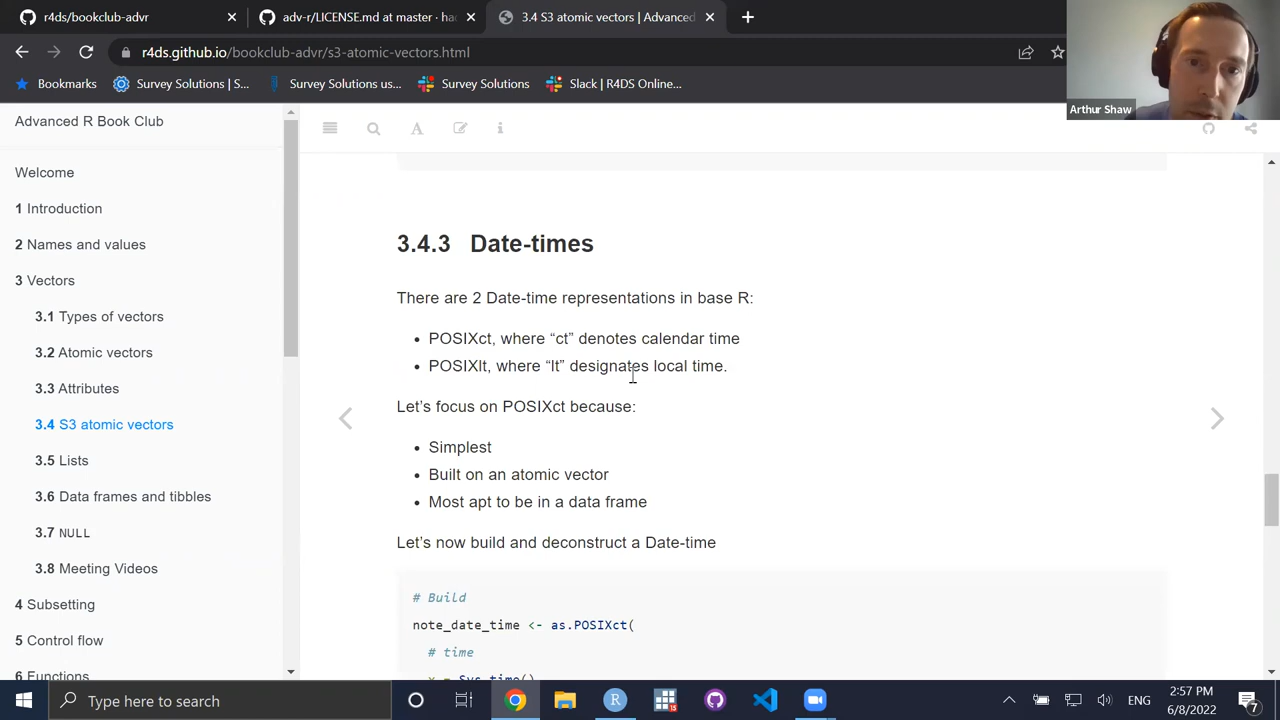 r4ds/bookclub-advr
adv-r/LICENSE.md at master · ha
3.4 S3 atomic vectors | Advanced
r4ds.github.io/bookclub-advr/s3-atomic-vectors.html
Bookmarks
Survey Solutions | S...
Survey Solutions us...
Survey Solutions
Slack | R4DS Online...
Arthur Shaw
Advanced R Book Club
Welcome
1 Introduction
2 Names and values
3 Vectors
3.1 Types of vectors
3.2 Atomic vectors
3.3 Attributes
3.4 S3 atomic vectors
3.5 Lists
3.6 Data frames and tibbles
3.7 NULL
3.8 Meeting Videos
4 Subsetting
5 Control flow
6 Functions
3.4.3 Date-times
There are 2 Date-time representations in base R:
• POSIXct, where “ct” denotes calendar time
• POSIXlt, where “lt” designates local time.
Let’s focus on POSIXct because:
• Simplest
• Built on an atomic vector
• Most apt to be in a data frame
Let’s now build and deconstruct a Date-time
# Build
note_date_time <- as.POSIXct(
# time
x = Sys.time()
Type here to search
15
ENG
2:57 PM
6/8/2022
7